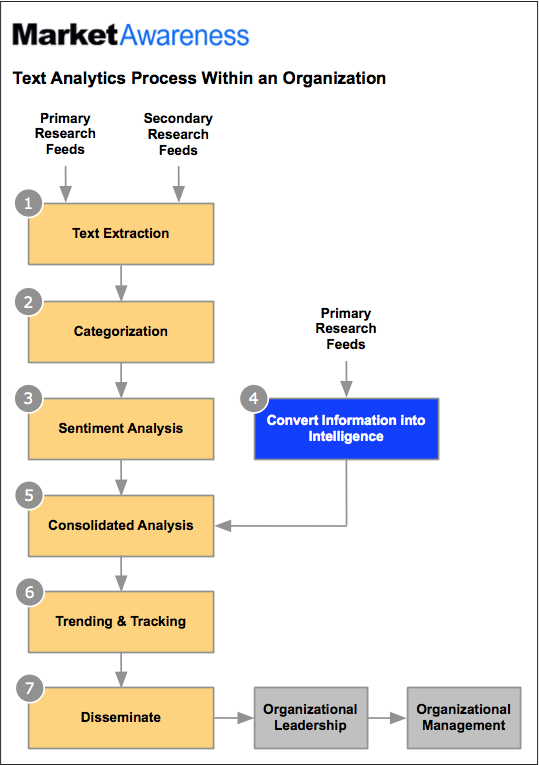 MarketAwareness
Text Analytics Process Within an Organization
Primary
Research
Feeds
Secondary
Research
Feeds
1
Text Extraction
2
Categorization
Primary
Research
Feeds
3
Sentiment Analysis
4
Convert Information into
Intelligence
5
Consolidated Analysis
6
Trending & Tracking
7
Disseminate
Organizational
Leadership
Organizational
Management